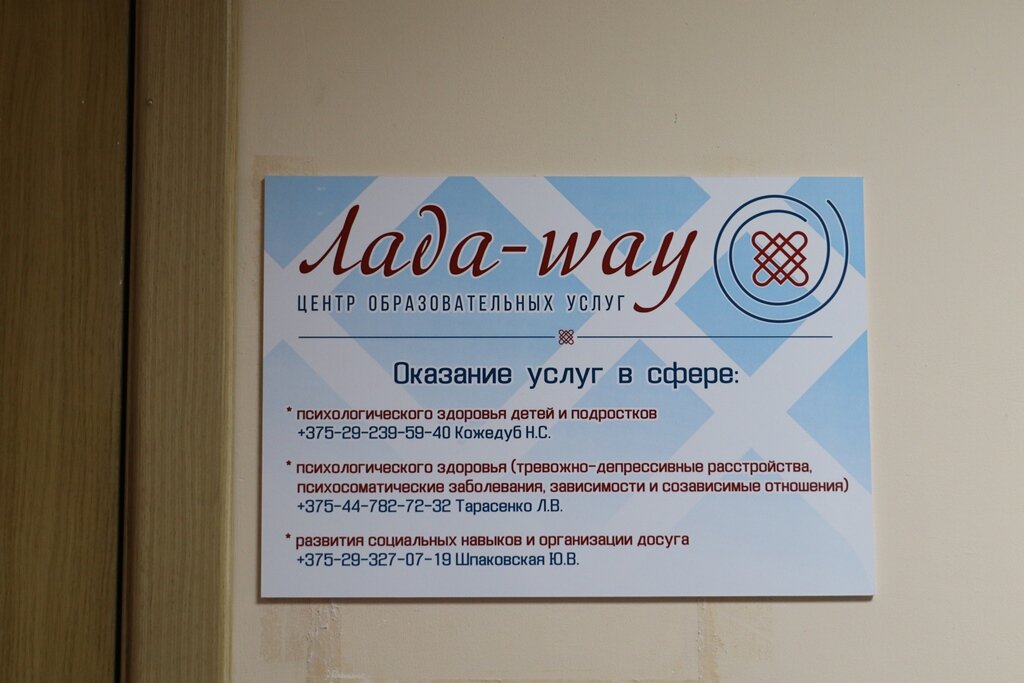 Лада-way
ЦЕНТР ОБРАЗОВАТЕЛЬНЫХ УСЛУГ
Оказание услуг в сфере:
* психологического здоровья детей и подростков
+375-29-239-59-40 Кожедуб Н.С.
* психологического здоровья (тревожно-депрессивные расстройства,
психосоматические заболевания, зависимости и созависимые отношения)
+375-44-782-72-32 Тарасенко Л.В.
* развития социальных навыков и организации досуга
+375-29-327-07-19 Шпаковская Ю.В.